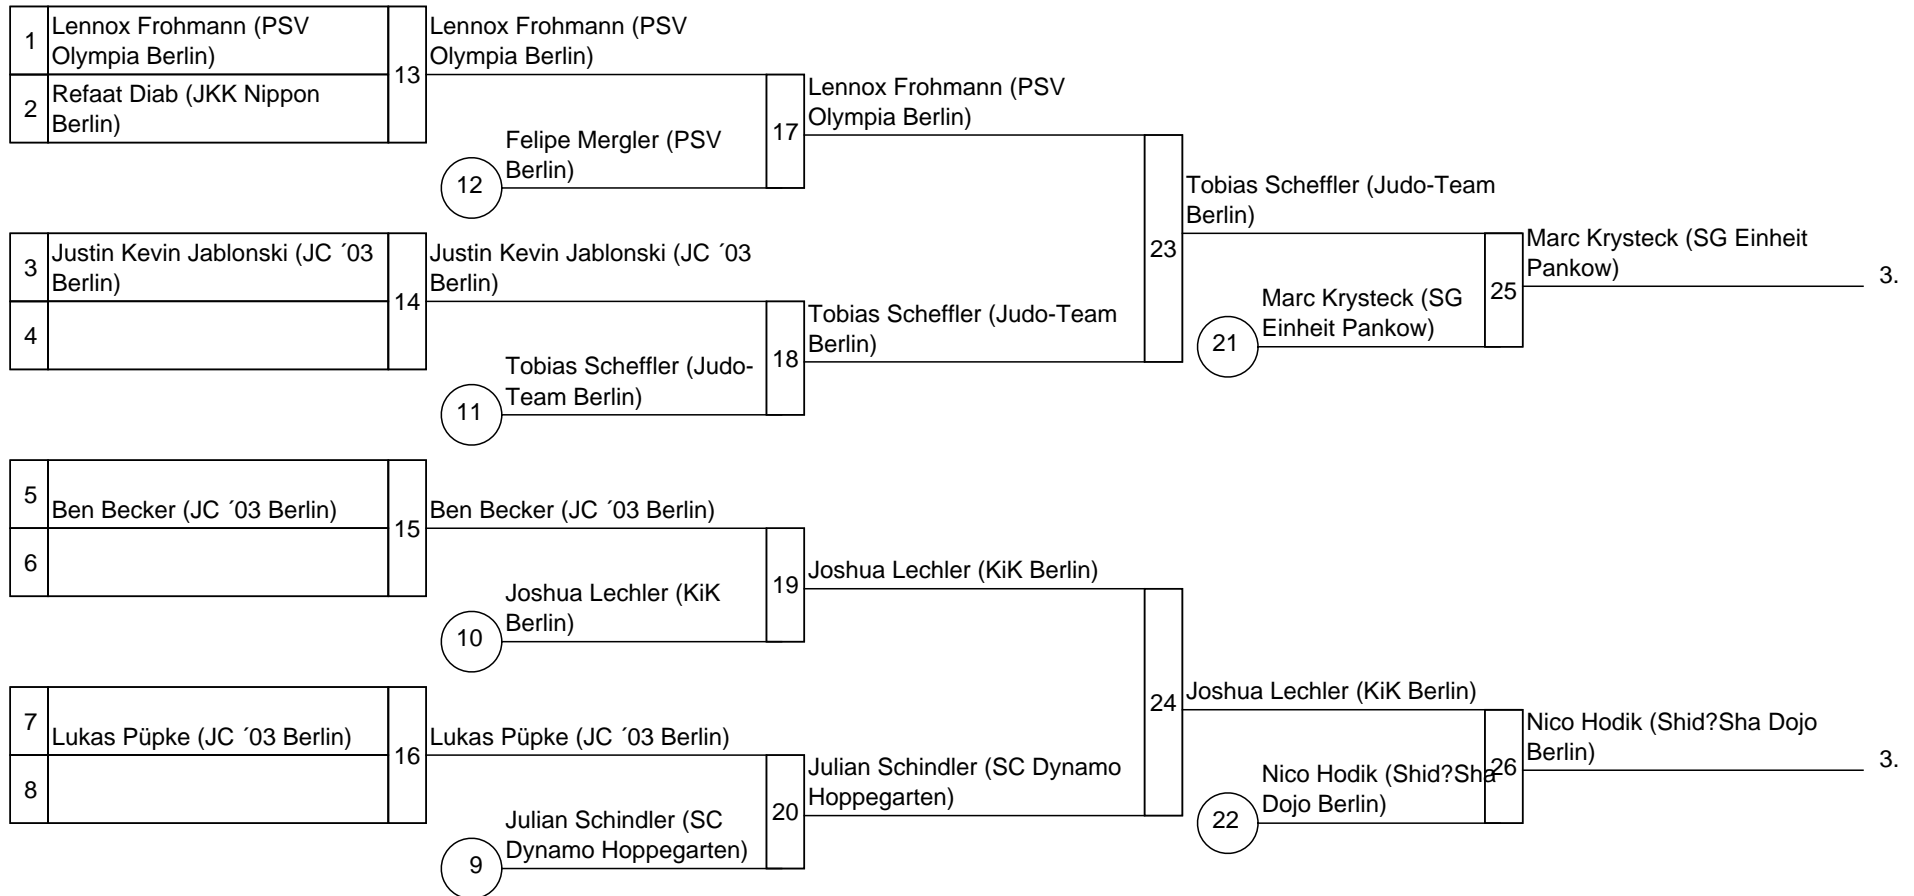 1
Lennox Frohmann (PSV
Olympia Berlin)
2
Refaat Diab (JKK Nippon
Berlin)
13
Lennox Frohmann (PSV
Olympia Berlin)
12
Felipe Mergler (PSV
Berlin)
17
Lennox Frohmann (PSV
Olympia Berlin)
3
Justin Kevin Jablonski (JC ´03
Berlin)
4
14
Justin Kevin Jablonski (JC ´03
Berlin)
11
Tobias Scheffler (Judo-
Team Berlin)
18
Tobias Scheffler (Judo-Team
Berlin)
23
Tobias Scheffler (Judo-Team
Berlin)
21
Marc Krysteck (SG
Einheit Pankow)
25
Marc Krysteck (SG Einheit
Pankow)
3.
5
Ben Becker (JC ´03 Berlin)
6
15
Ben Becker (JC ´03 Berlin)
10
Joshua Lechler (KiK
Berlin)
19
Joshua Lechler (KiK Berlin)
7
Lukas Püpke (JC ´03 Berlin)
8
16
Lukas Püpke (JC ´03 Berlin)
9
Julian Schindler (SC
Dynamo Hoppegarten)
20
Julian Schindler (SC Dynamo
Hoppegarten)
24
Joshua Lechler (KiK Berlin)
22
Nico Hodik (Shid?Sha
Dojo Berlin)
26
Nico Hodik (Shid?Sha Dojo
Berlin)
3.